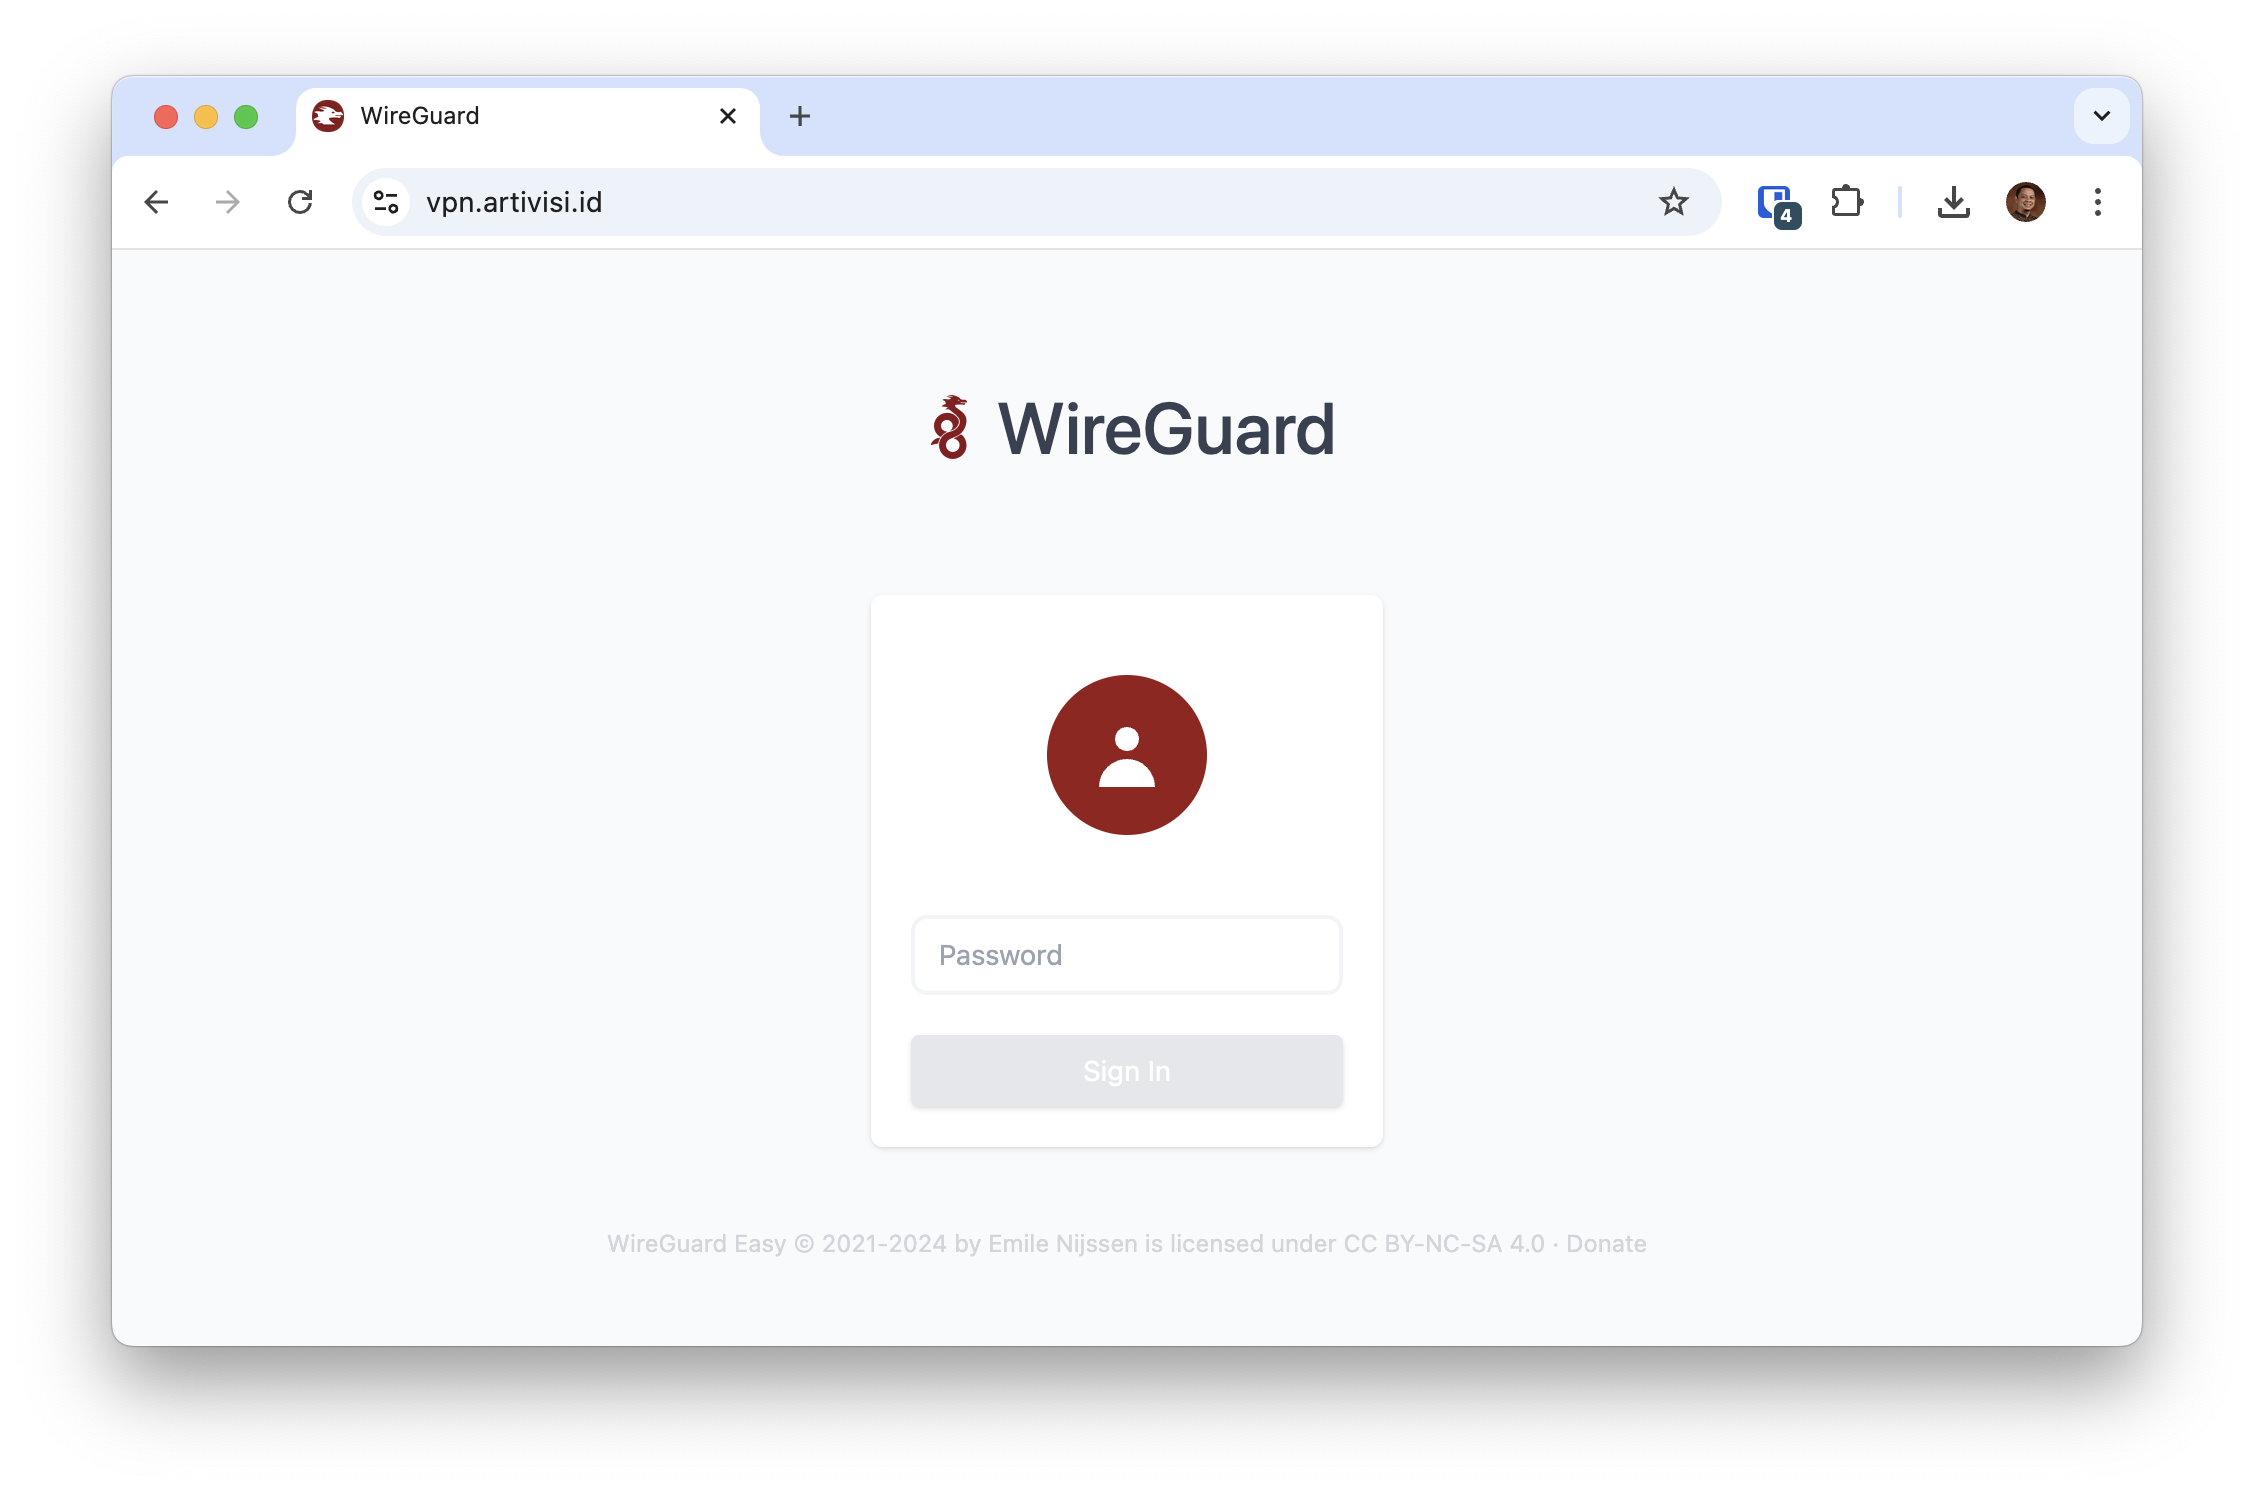 WireGuard
vpn.artivisi.id
4
WireGuard
Password
Sign In
WireGuard Easy © 2021-2024 by Emile Nijssen is licensed under CC BY-NC-SA 4.0 · Donate